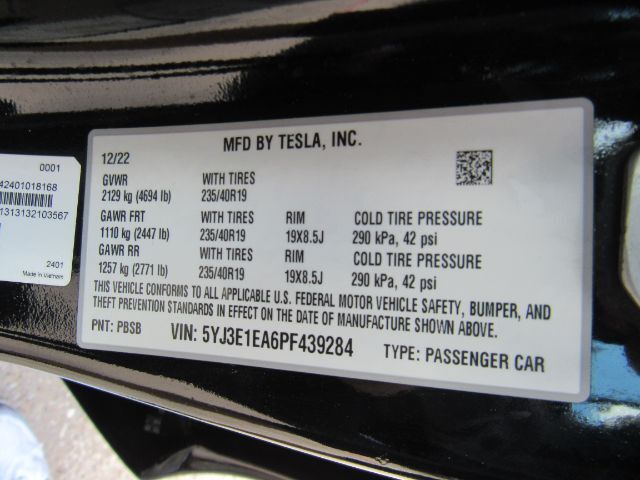 0001
42401018168
1313132103567
2401
Made in Vietnam
MFD BY TESLA, INC.
12/22
GVWR WITH TIRES
2129 kg (4694 lb) 235/40R19
GAWR FRT WITH TIRES RIM COLD TIRE PRESSURE
1110 kg (2447 lb) 235/40R19 19X8.5J 290 kPa, 42 psi
GAWR RR WITH TIRES RIM COLD TIRE PRESSURE
1257 kg (2771 lb) 235/40R19 19X8.5J 290 kPa, 42 psi
THIS VEHICLE CONFORMS TO ALL APPLICABLE U.S. FEDERAL MOTOR VEHICLE SAFETY, BUMPER, AND
THEFT PREVENTION STANDARDS IN EFFECT ON THE DATE OF MANUFACTURE SHOWN ABOVE.
PNT: PBSB VIN: 5YJ3E1EA6PF439284 TYPE: PASSENGER CAR